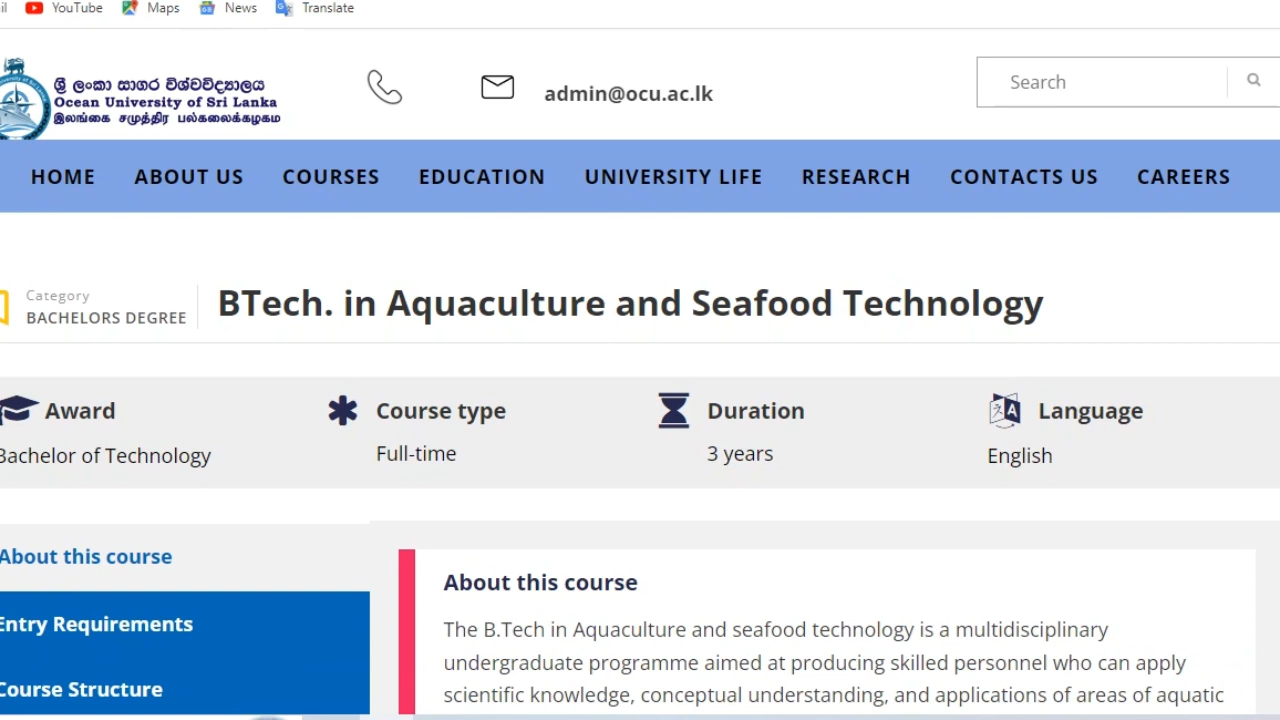 YouTube Maps News Translate
ශ්‍රී ලංකා සාගර විශ්වවිද්‍යාලය
Ocean University of Sri Lanka
இலங்கை சமுத்திர பல்கலைக்கழகம்
admin@ocu.ac.lk
Search
HOME ABOUT US COURSES EDUCATION UNIVERSITY LIFE RESEARCH CONTACTS US CAREERS
Category
BACHELORS DEGREE
BTech. in Aquaculture and Seafood Technology
Award Course type Duration Language
Bachelor of Technology Full-time 3 years English
About this course
Entry Requirements
Course Structure
About this course
The B.Tech in Aquaculture and seafood technology is a multidisciplinary
undergraduate programme aimed at producing skilled personnel who can apply
scientific knowledge, conceptual understanding, and applications of areas of aquatic